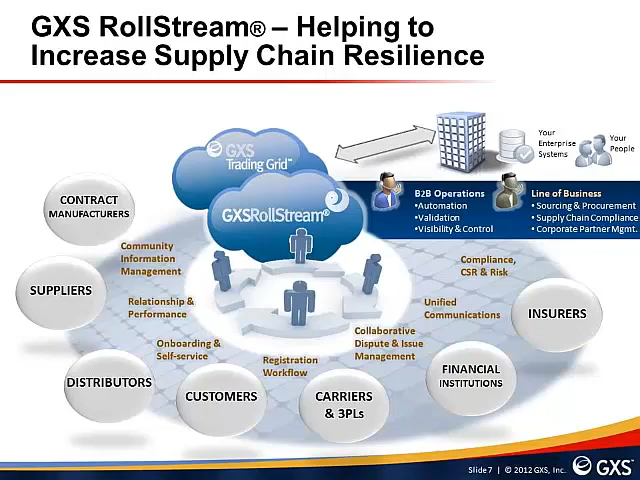 GXS RollStream® – Helping to
Increase Supply Chain Resilience
GXS
Trading Grid™
GXSRollStream®
Your
Enterprise
Systems
Your
People
B2B Operations
•Automation
•Validation
•Visibility & Control
Line of Business
•Sourcing & Procurement
•Supply Chain Compliance
•Corporate Partner Mgmt.
CONTRACT
MANUFACTURERS
SUPPLIERS
DISTRIBUTORS
CUSTOMERS
CARRIERS
& 3PLs
FINANCIAL
INSTITUTIONS
INSURERS
Community
Information
Management
Relationship &
Performance
Onboarding &
Self-service
Registration
Workflow
Collaborative
Dispute & Issue
Management
Unified
Communications
Compliance,
CSR & Risk
Slide 7 | © 2012 GXS, Inc.
GXS™